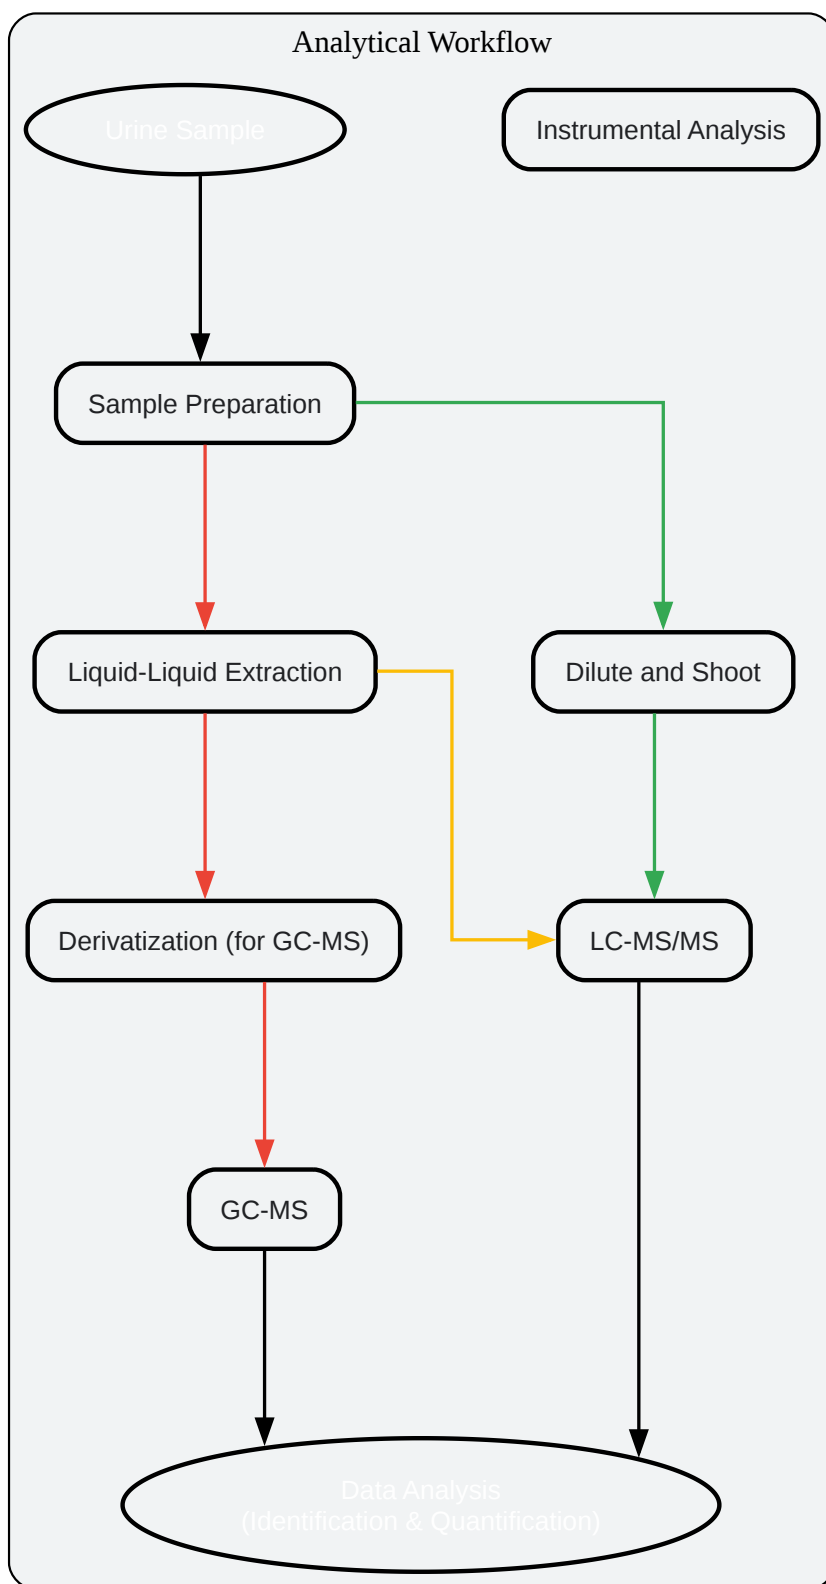 Analytical Workflow
Urine Sample
Instrumental Analysis
Sample Preparation
Liquid-Liquid Extraction
Dilute and Shoot
Derivatization (for GC-MS)
LC-MS/MS
GC-MS
Data Analysis
(Identification & Quantification)